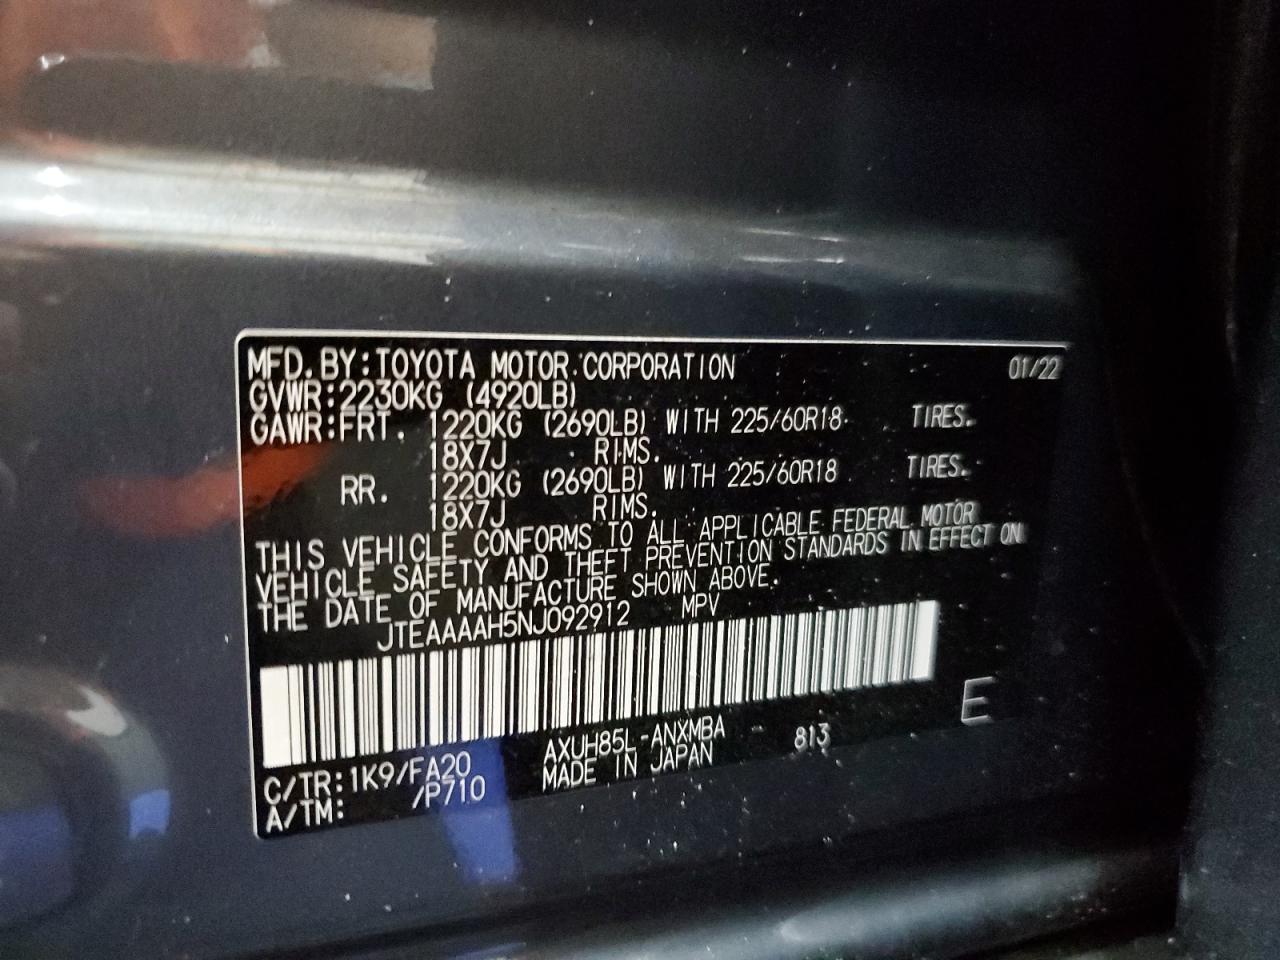 MFD. BY: TOYOTA MOTOR CORPORATION 01/22
GVWR: 2230KG (4920LB)
GAWR: FRT. 1220KG (2690LB) WITH 225/60R18 TIRES.
18X7J RIMS.
RR. 1220KG (2690LB) WITH 225/60R18 TIRES.
18X7J RIMS.
THIS VEHICLE CONFORMS TO ALL APPLICABLE FEDERAL MOTOR
VEHICLE SAFETY AND THEFT PREVENTION STANDARDS IN EFFECT ON
THE DATE OF MANUFACTURE SHOWN ABOVE.
JTEAAAAH5NJ092912 MPV
E
C/TR: 1K9/FA20 AXUH85L-ANXMBA 813
A/TM: /P710 MADE IN JAPAN